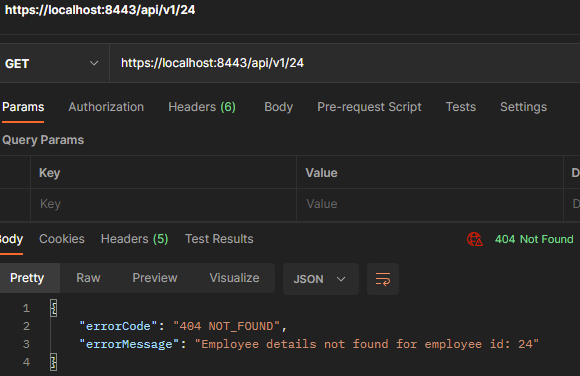 https://localhost:8443/api/v1/24
GET https://localhost:8443/api/v1/24
Params Authorization Headers (6) Body Pre-request Script Tests Settings
Query Params
Key Value D
Key Value D
Body Cookies Headers (5) Test Results 404 Not Found
Pretty Raw Preview Visualize JSON
1 {
2 "errorCode": "404 NOT_FOUND",
3 "errorMessage": "Employee details not found for employee id: 24"
4 }